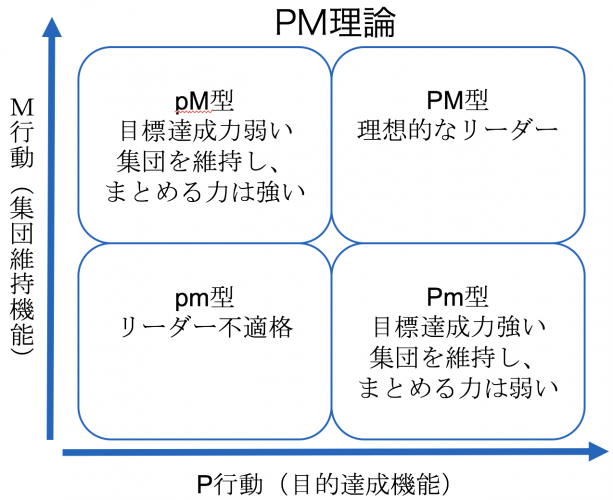 PM理論
M行動（集団維持機能）
pM型
目標達成力弱い
集団を維持し、
まとめる力は強い
PM型
理想的なリーダー
pm型
リーダー不適格
Pm型
目標達成力強い
集団を維持し、
まとめる力は弱い
P行動（目的達成機能）